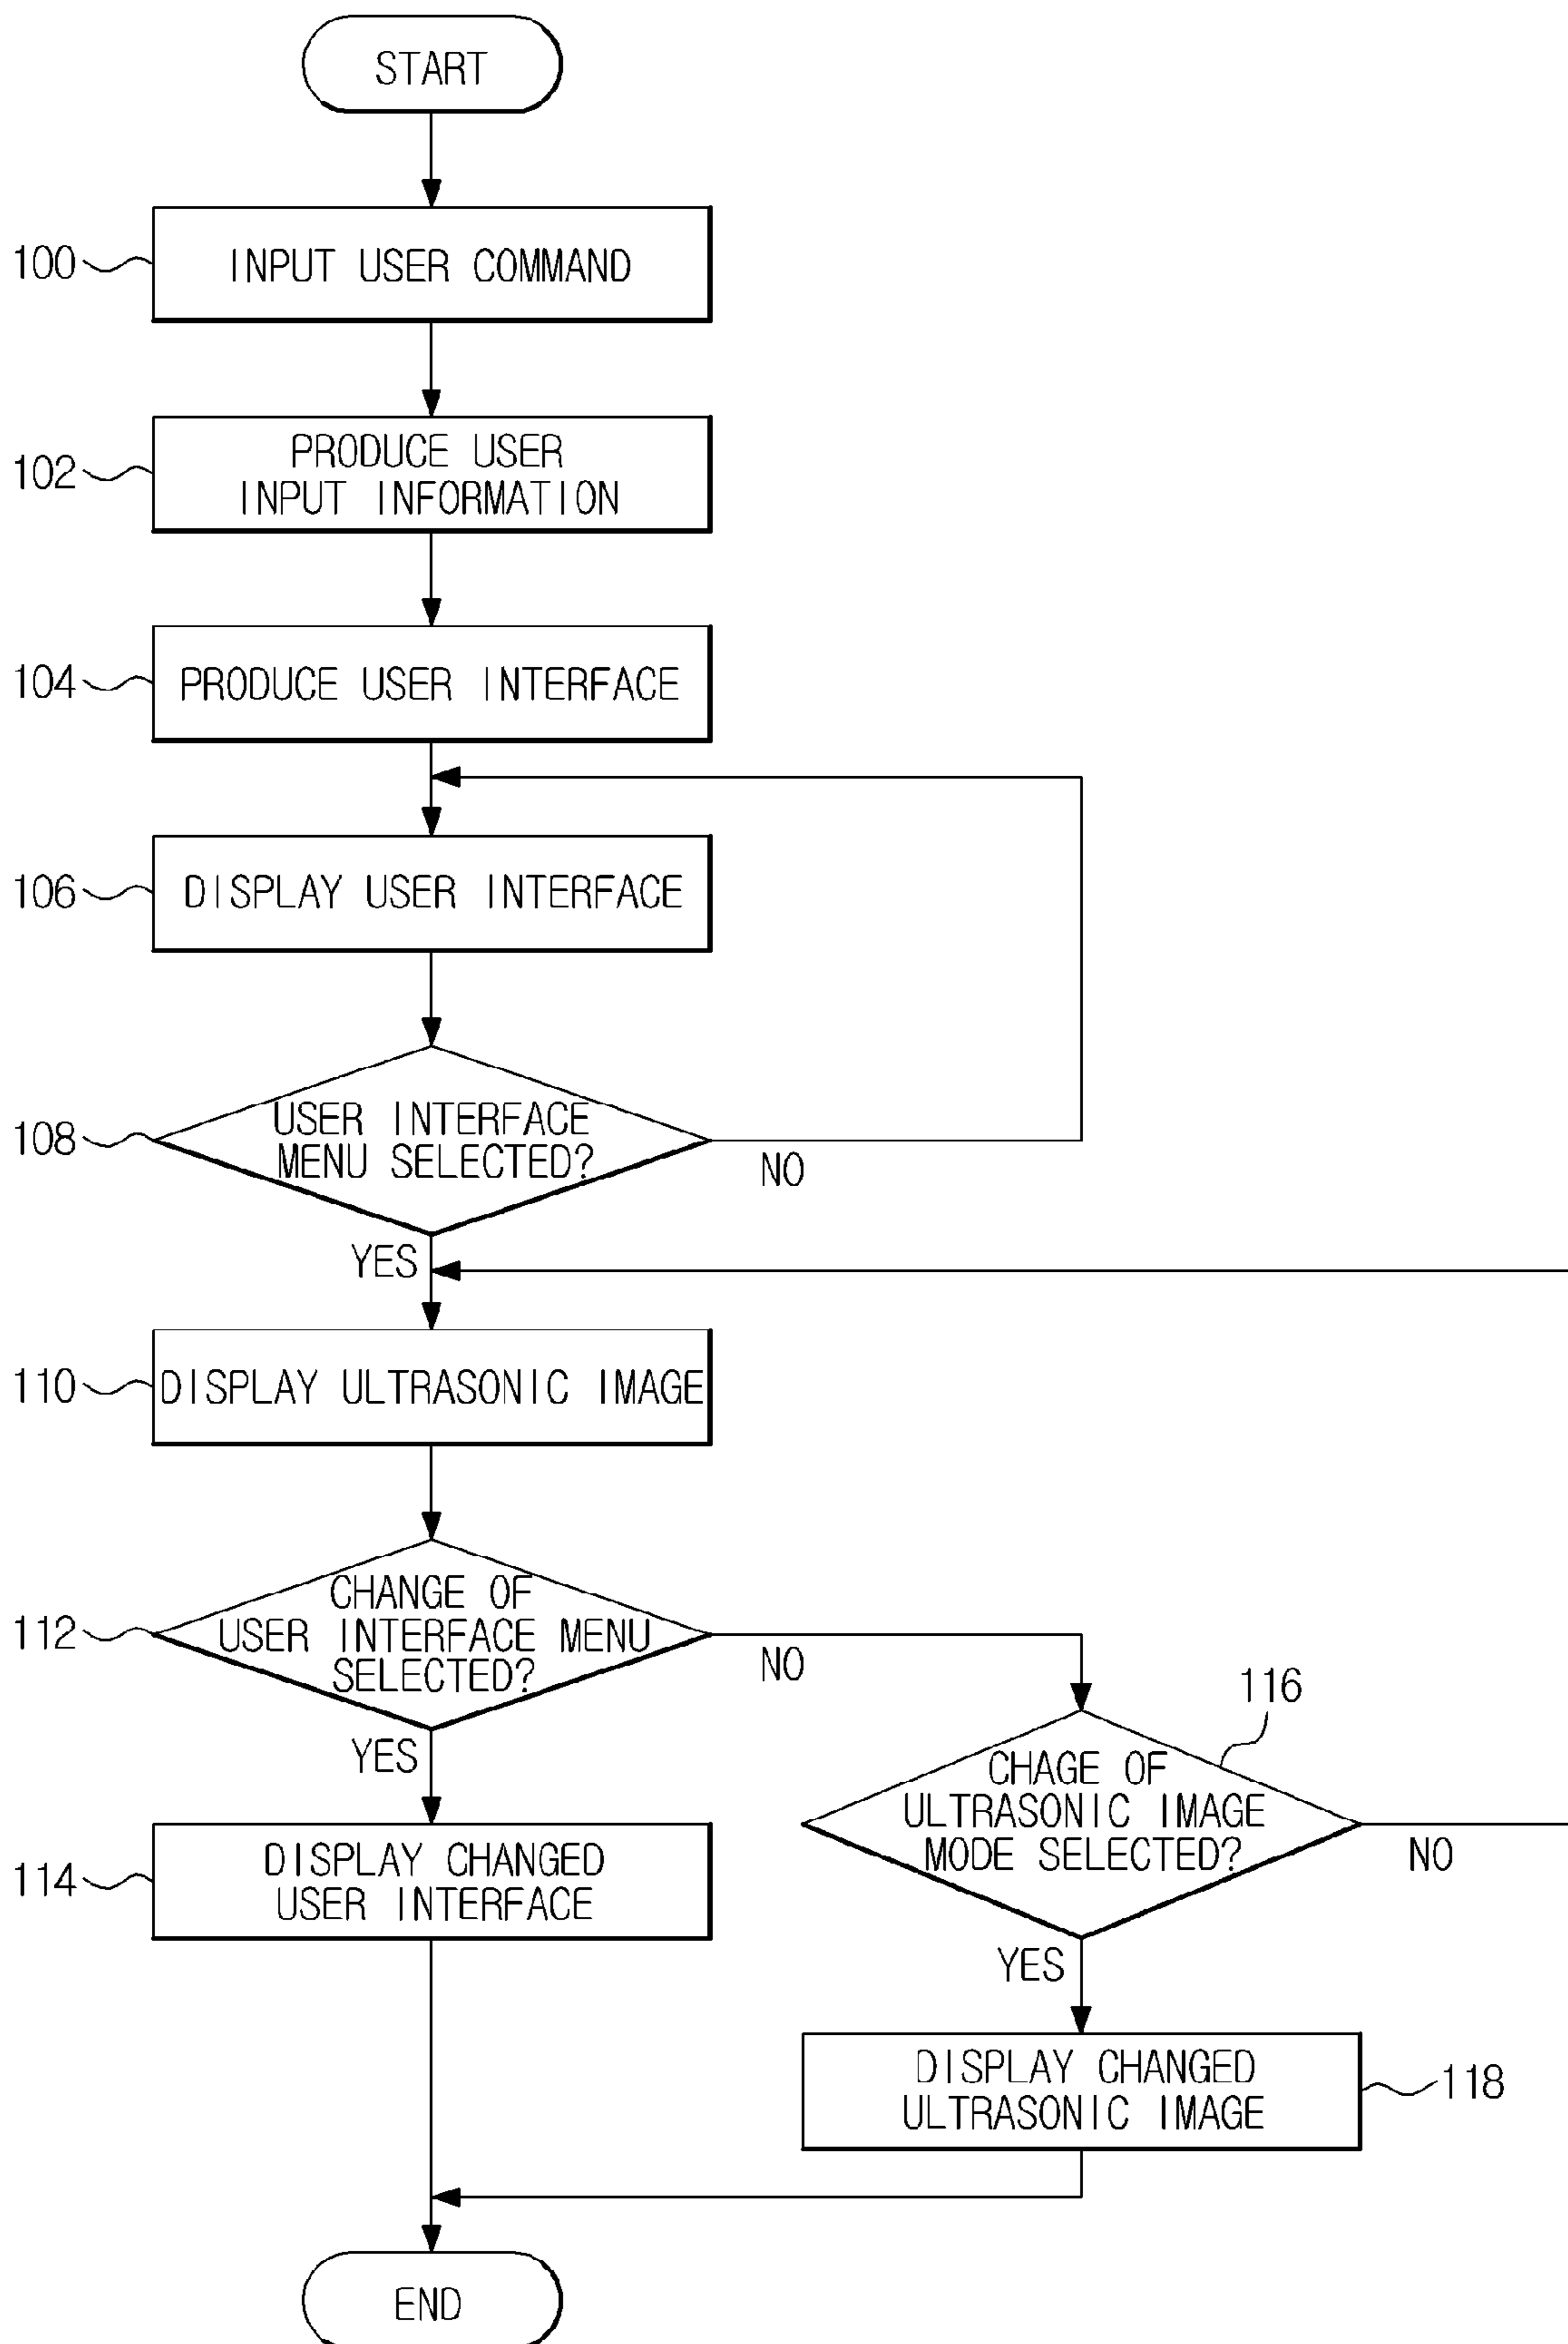 START
100
INPUT USER COMMAND
102
PRODUCE USER
INPUT INFORMATION
104
PRODUCE USER INTERFACE
106
DISPLAY USER INTERFACE
108
USER INTERFACE
MENU SELECTED?
NO
YES
110
DISPLAY ULTRASONIC IMAGE
112
CHANGE OF
USER INTERFACE MENU
SELECTED?
NO
YES
116
CHAGE OF
ULTRASONIC IMAGE
MODE SELECTED?
NO
YES
114
DISPLAY CHANGED
USER INTERFACE
DISPLAY CHANGED
ULTRASONIC IMAGE
118
END